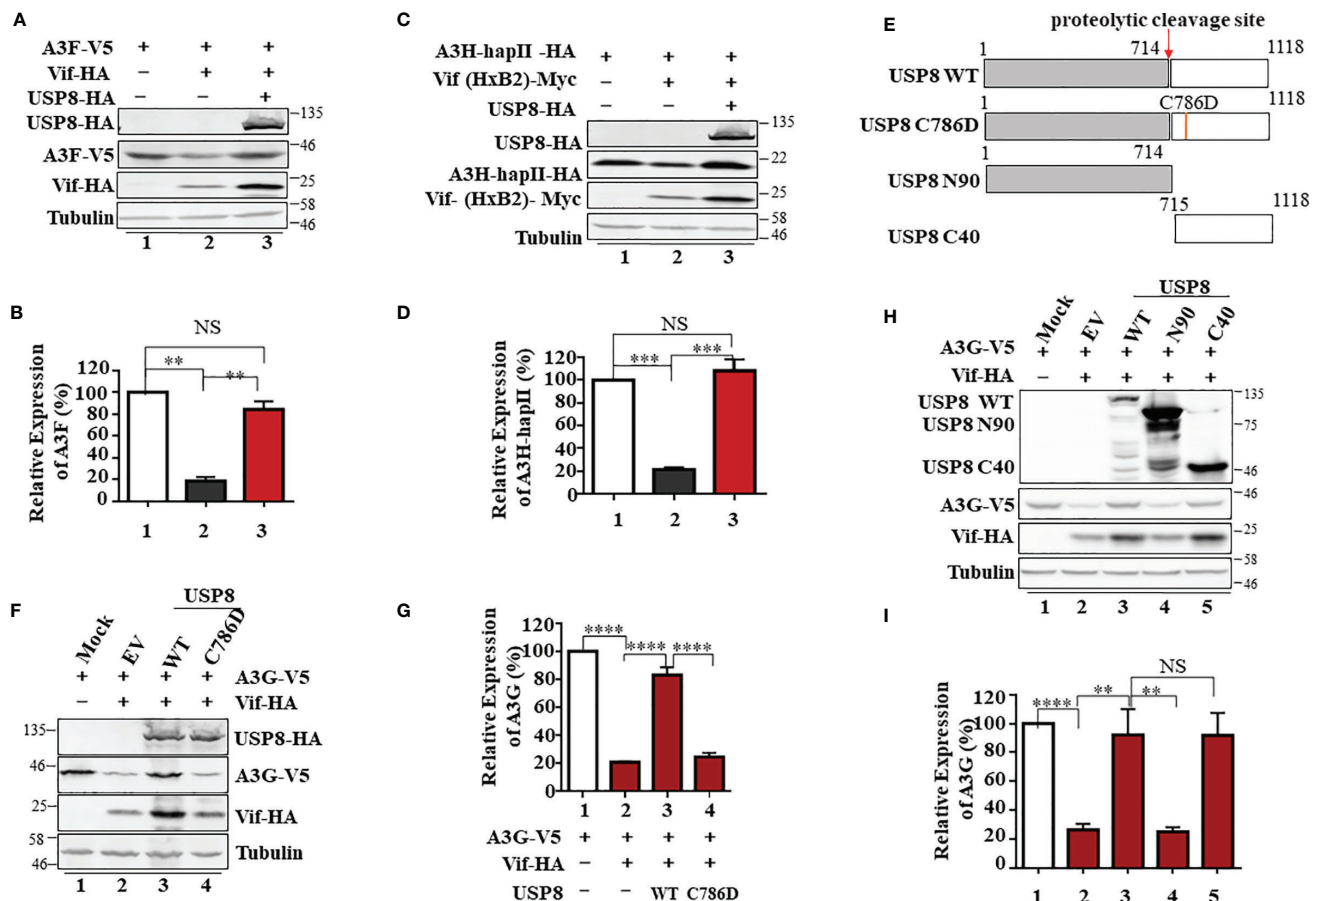 A
A3F-V5 + + +
Vif-HA – + +
USP8-HA – – +
USP8-HA
135
A3F-V5
46
Vif-HA
25
Tubulin
58
46
1 2 3
B
NS
** **
Relative Expression
of A3F (%)
120
100
80
60
40
20
0
1 2 3
C
A3H-hapII -HA + + +
Vif (HxB2)-Myc – + +
USP8-HA – – +
USP8-HA
135
A3H-hapII-HA
22
Vif- (HxB2)- Myc
25
Tubulin
58
46
1 2 3
D
NS
*** ***
Relative Expression
of A3H-hapII (%)
120
100
80
60
40
20
0
1 2 3
E
proteolytic cleavage site
1 714 1118
USP8 WT
1 C786D 1118
USP8 C786D
1 714
USP8 N90
715 1118
USP8 C40
F
USP8
Mock EV WT C786D
+ + + + A3G-V5
– + + + Vif-HA
135
USP8-HA
46
A3G-V5
25
Vif-HA
58
46
Tubulin
1 2 3 4
G
**** **** ****
Relative Expression
of A3G (%)
120
100
80
60
40
20
0
1 2 3 4
A3G-V5 + + + +
Vif-HA – + + +
USP8 – – WT C786D
H
USP8
Mock EV WT N90 C40
A3G-V5 + + + + +
Vif-HA – + + + +
USP8 WT
USP8 N90
USP8 C40
135
75
46
A3G-V5
46
Vif-HA
25
Tubulin
58
46
1 2 3 4 5
I
NS
**** ** **
Relative Expression
of A3G (%)
120
100
80
60
40
20
0
1 2 3 4 5